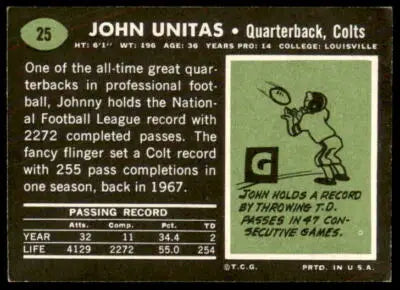 25
JOHN UNITAS • Quarterback, Colts
HT: 6'1" WT: 196 AGE: 36 YEARS PRO: 14 COLLEGE: LOUISVILLE
One of the all-time great quar-
terbacks in professional foot-
ball, Johnny holds the Nation-
al Football League record with
2272 completed passes. The
fancy flinger set a Colt record
with 255 pass completions in
one season, back in 1967.
PASSING RECORD
Atts. Comp. Pct. TD
YEAR 32 11 34.4 2
LIFE 4129 2272 55.0 254
G
JOHN HOLDS A RECORD
BY THROWING T.D.
PASSES IN 47 CON-
SECUTIVE GAMES.
©T.C.G. PRTD. IN U.S.A.